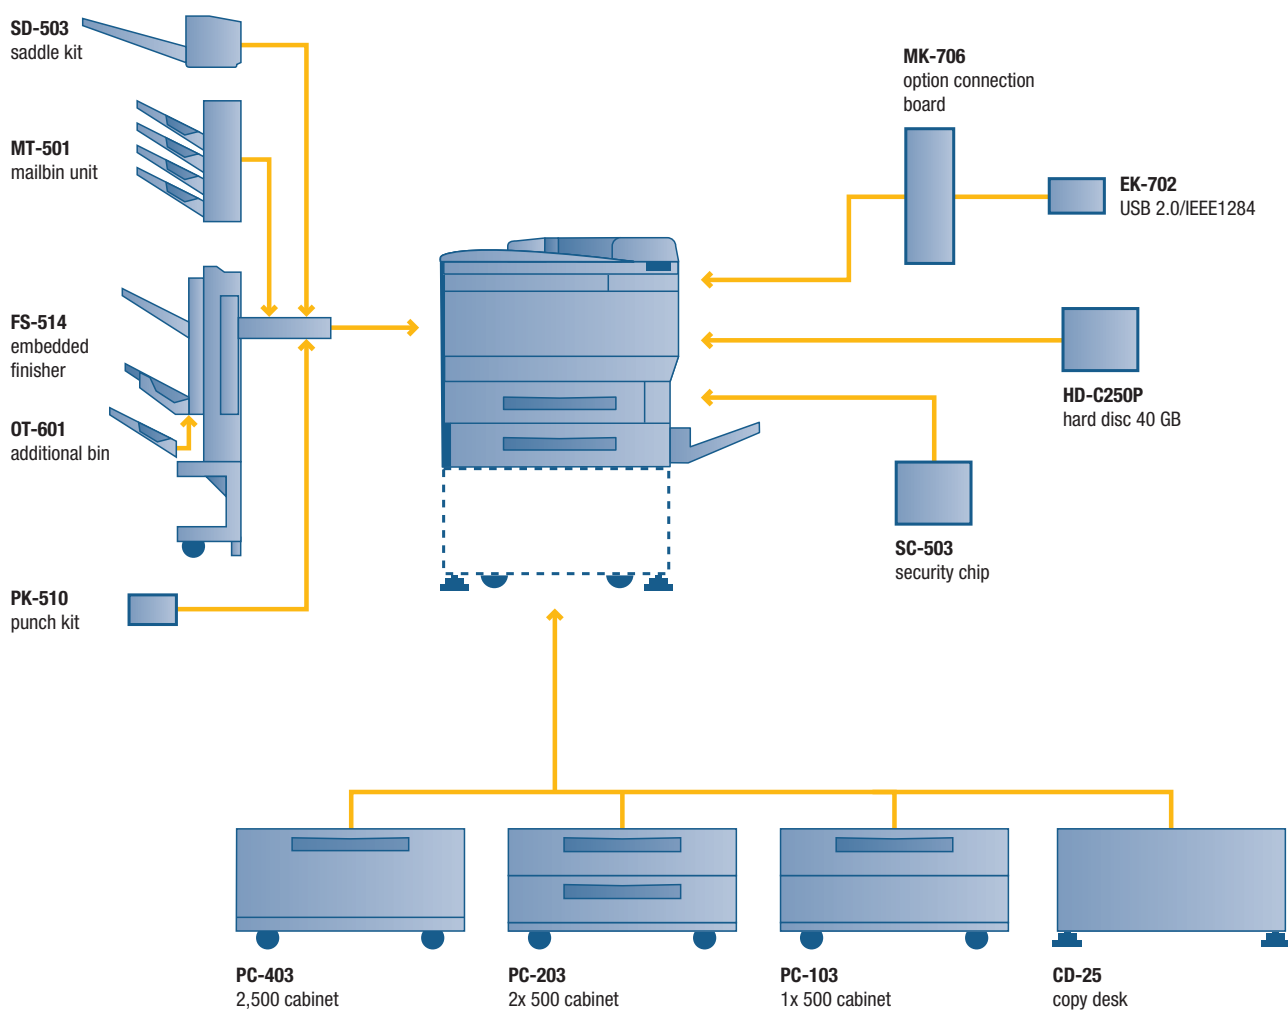 SD-503
saddle kit
MT-501
mailbin unit
FS-514
embedded
finisher
OT-601
additional bin
PK-510
punch kit
MK-706
option connection
board
EK-702
USB 2.0/IEEE1284
HD-C250P
hard disc 40 GB
SC-503
security chip
PC-403
2,500 cabinet
PC-203
2x 500 cabinet
PC-103
1x 500 cabinet
CD-25
copy desk